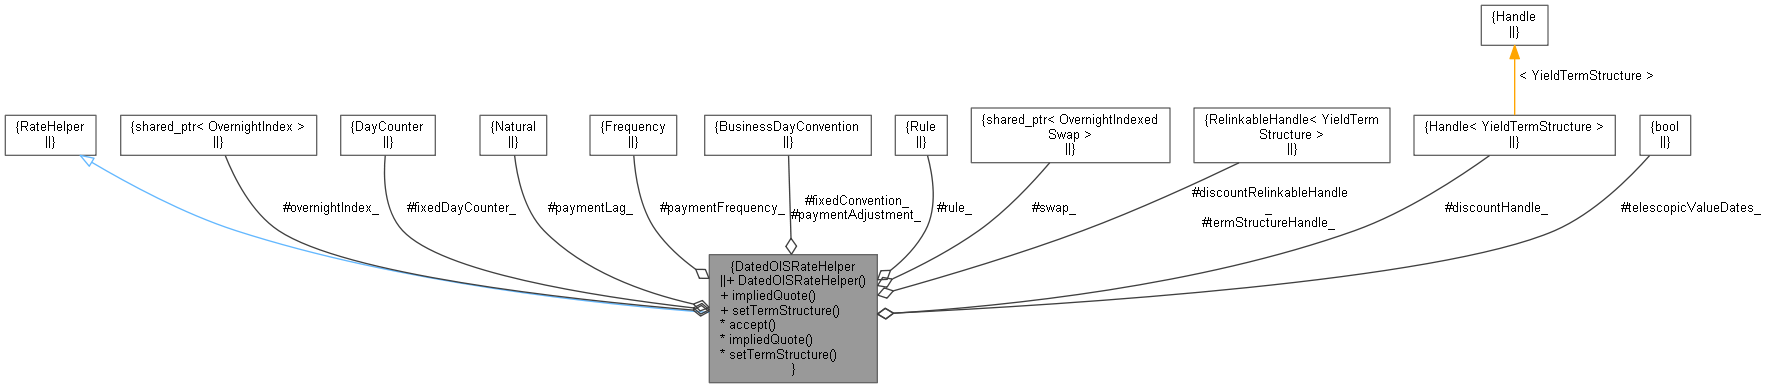 {Handle
||}
< YieldTermStructure >
{RateHelper
||}
{shared_ptr< OvernightIndex >
||}
{DayCounter
||}
{Natural
||}
{Frequency
||}
{BusinessDayConvention
||}
{Rule
||}
{shared_ptr< OvernightIndexed
Swap >
||}
{RelinkableHandle< YieldTerm
Structure >
||}
{Handle< YieldTermStructure >
||}
{bool
||}
#overnightIndex_
#fixedDayCounter_
#paymentLag_
#paymentFrequency_
#fixedConvention_
#paymentAdjustment_
#rule_
#swap_
#discountRelinkableHandle
_
#termStructureHandle_
#discountHandle_
#telescopicValueDates_
{DatedOISRateHelper
||+ DatedOISRateHelper()
+ impliedQuote()
+ setTermStructure()
* accept()
* impliedQuote()
* setTermStructure()
}